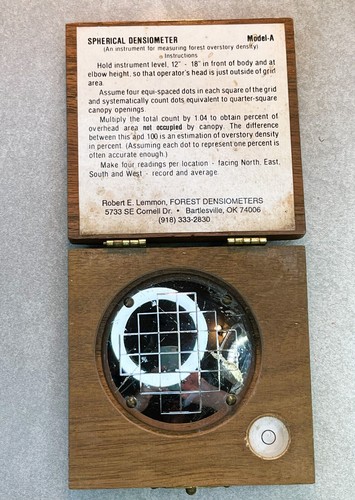 SPHERICAL DENSIOMETER Model-A
(An instrument for measuring forest overstory density)
Instructions
Hold instrument level, 12" - 18" in front of body and at
elbow height, so that operator's head is just outside of grid
area.
Assume four equi-spaced dots in each square of the grid
and systematically count dots equivalent to quarter-square
canopy openings.
Multiply the total count by 1.04 to obtain percent of
overhead area not occupied by canopy. The difference
between this and 100 is an estimation of overstory density
in percent. (Assuming each dot to represent one percent is
often accurate enough.)
Make four readings per location - facing North, East,
South and West - record and average.
Robert E. Lemmon, FOREST DENSIOMETERS
5733 SE Cornell Dr. • Bartlesville, OK 74006
(918) 333-2830